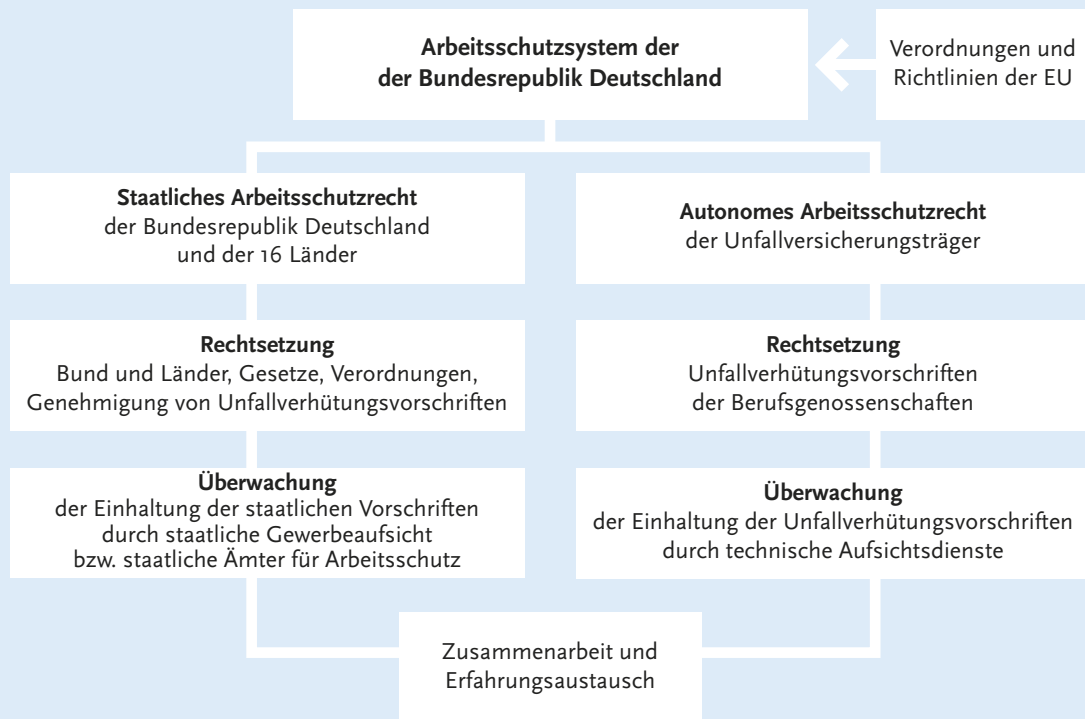 Arbeitsschutzsystem der
der Bundesrepublik Deutschland
Verordnungen und
Richtlinien der EU
Staatliches Arbeitsschutzrecht
der Bundesrepublik Deutschland
und der 16 Länder
Autonomes Arbeitsschutzrecht
der Unfallversicherungsträger
Rechtsetzung
Bund und Länder, Gesetze, Verordnungen,
Genehmigung von Unfallverhütungsvorschriften
Rechtsetzung
Unfallverhütungsvorschriften
der Berufsgenossenschaften
Überwachung
der Einhaltung der staatlichen Vorschriften
durch staatliche Gewerbeaufsicht
bzw. staatliche Ämter für Arbeitsschutz
Überwachung
der Einhaltung der Unfallverhütungsvorschriften
durch technische Aufsichtsdienste
Zusammenarbeit und
Erfahrungsaustausch